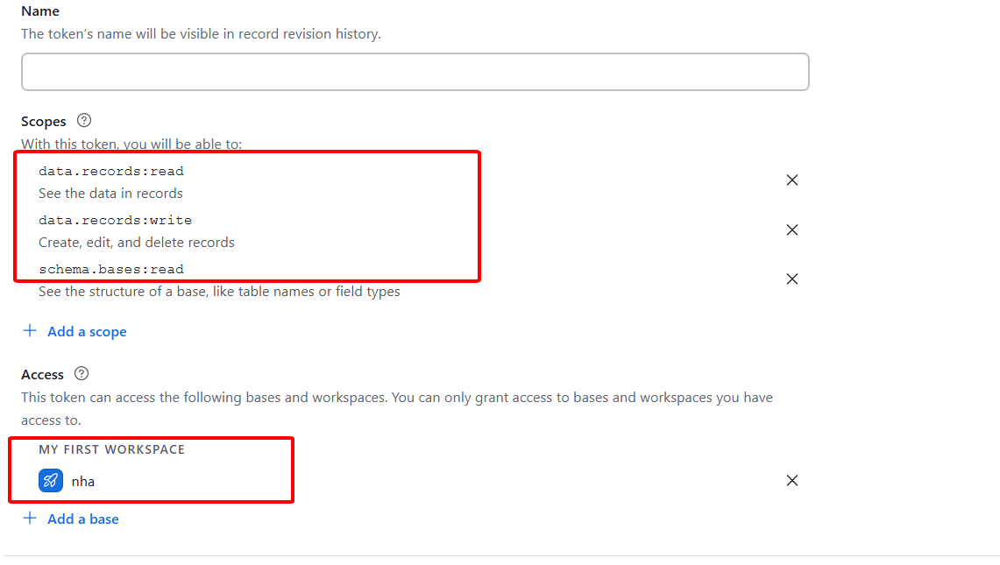 Name
The token's name will be visible in record revision history.
Scopes
With this token, you will be able to:
data.records:read
See the data in records
data.records:write
Create, edit, and delete records
schema.bases:read
See the structure of a base, like table names or field types
+ Add a scope
Access
This token can access the following bases and workspaces. You can only grant access to bases and workspaces you have
access to.
MY FIRST WORKSPACE
nha
+ Add a base